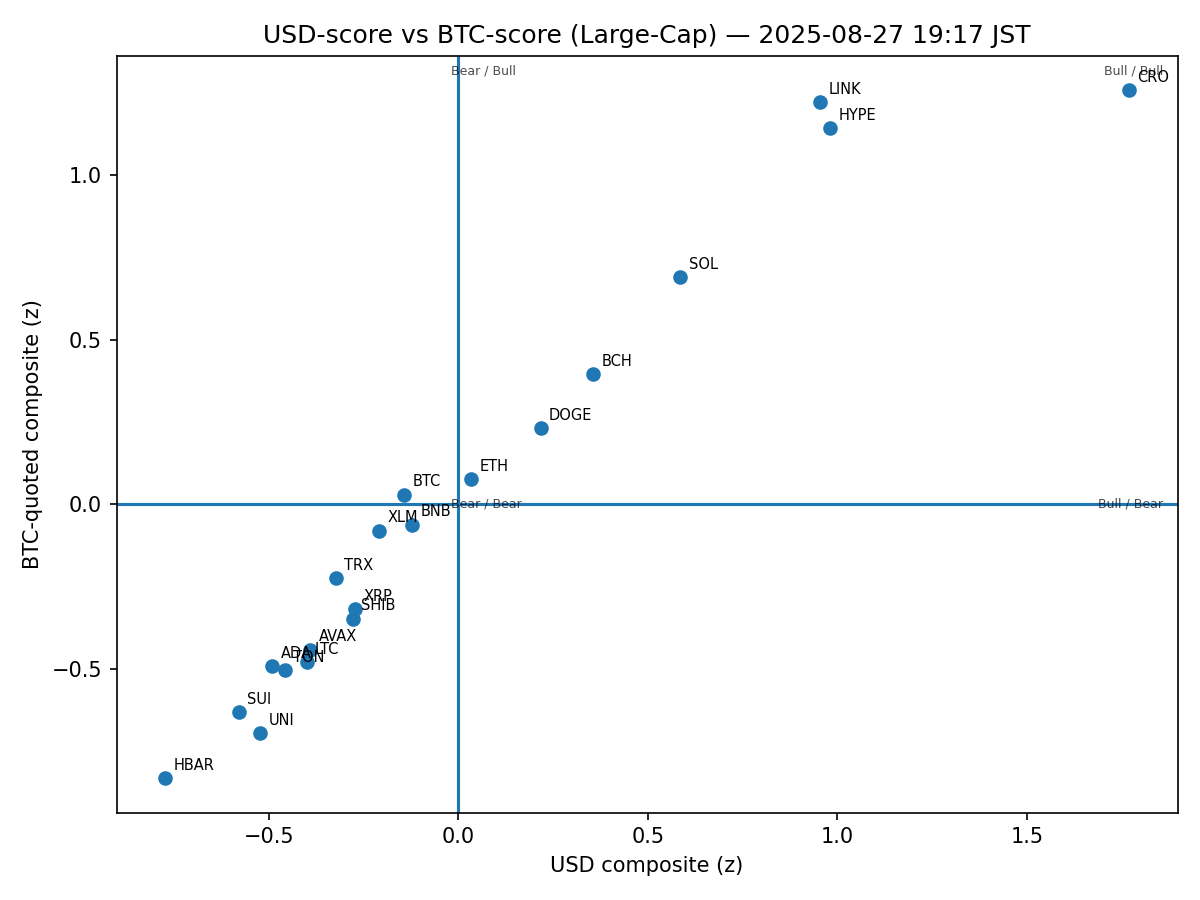 USD-score vs BTC-score (Large-Cap) — 2025-08-27 19:17 JST
Bear / Bull
Bull / Bull
CRO
LINK
HYPE
1.0
SOL
0.5
BCH
DOGE
ETH
BTC
0.0
Bear / Bear
Bull / Bear
BNB
XLM
TRX
XRP
SHIB
AVAX
LTC
ADA
TON
−0.5
SUI
UNI
HBAR
−0.5
0.0
0.5
1.0
1.5
USD composite (z)
BTC-quoted composite (z)